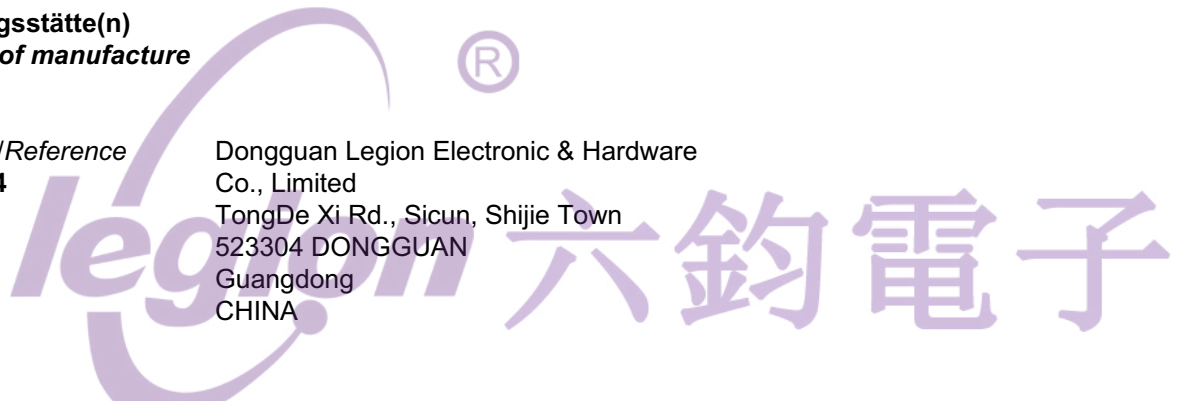 gsstätte(n)
of manufacture
®
/Reference
4
Dongguan Legion Electronic & Hardware
Co., Limited
TongDe Xi Rd., Sicun, Shijie Town
523304 DONGGUAN
Guangdong
CHINA
legion 六鈞電子